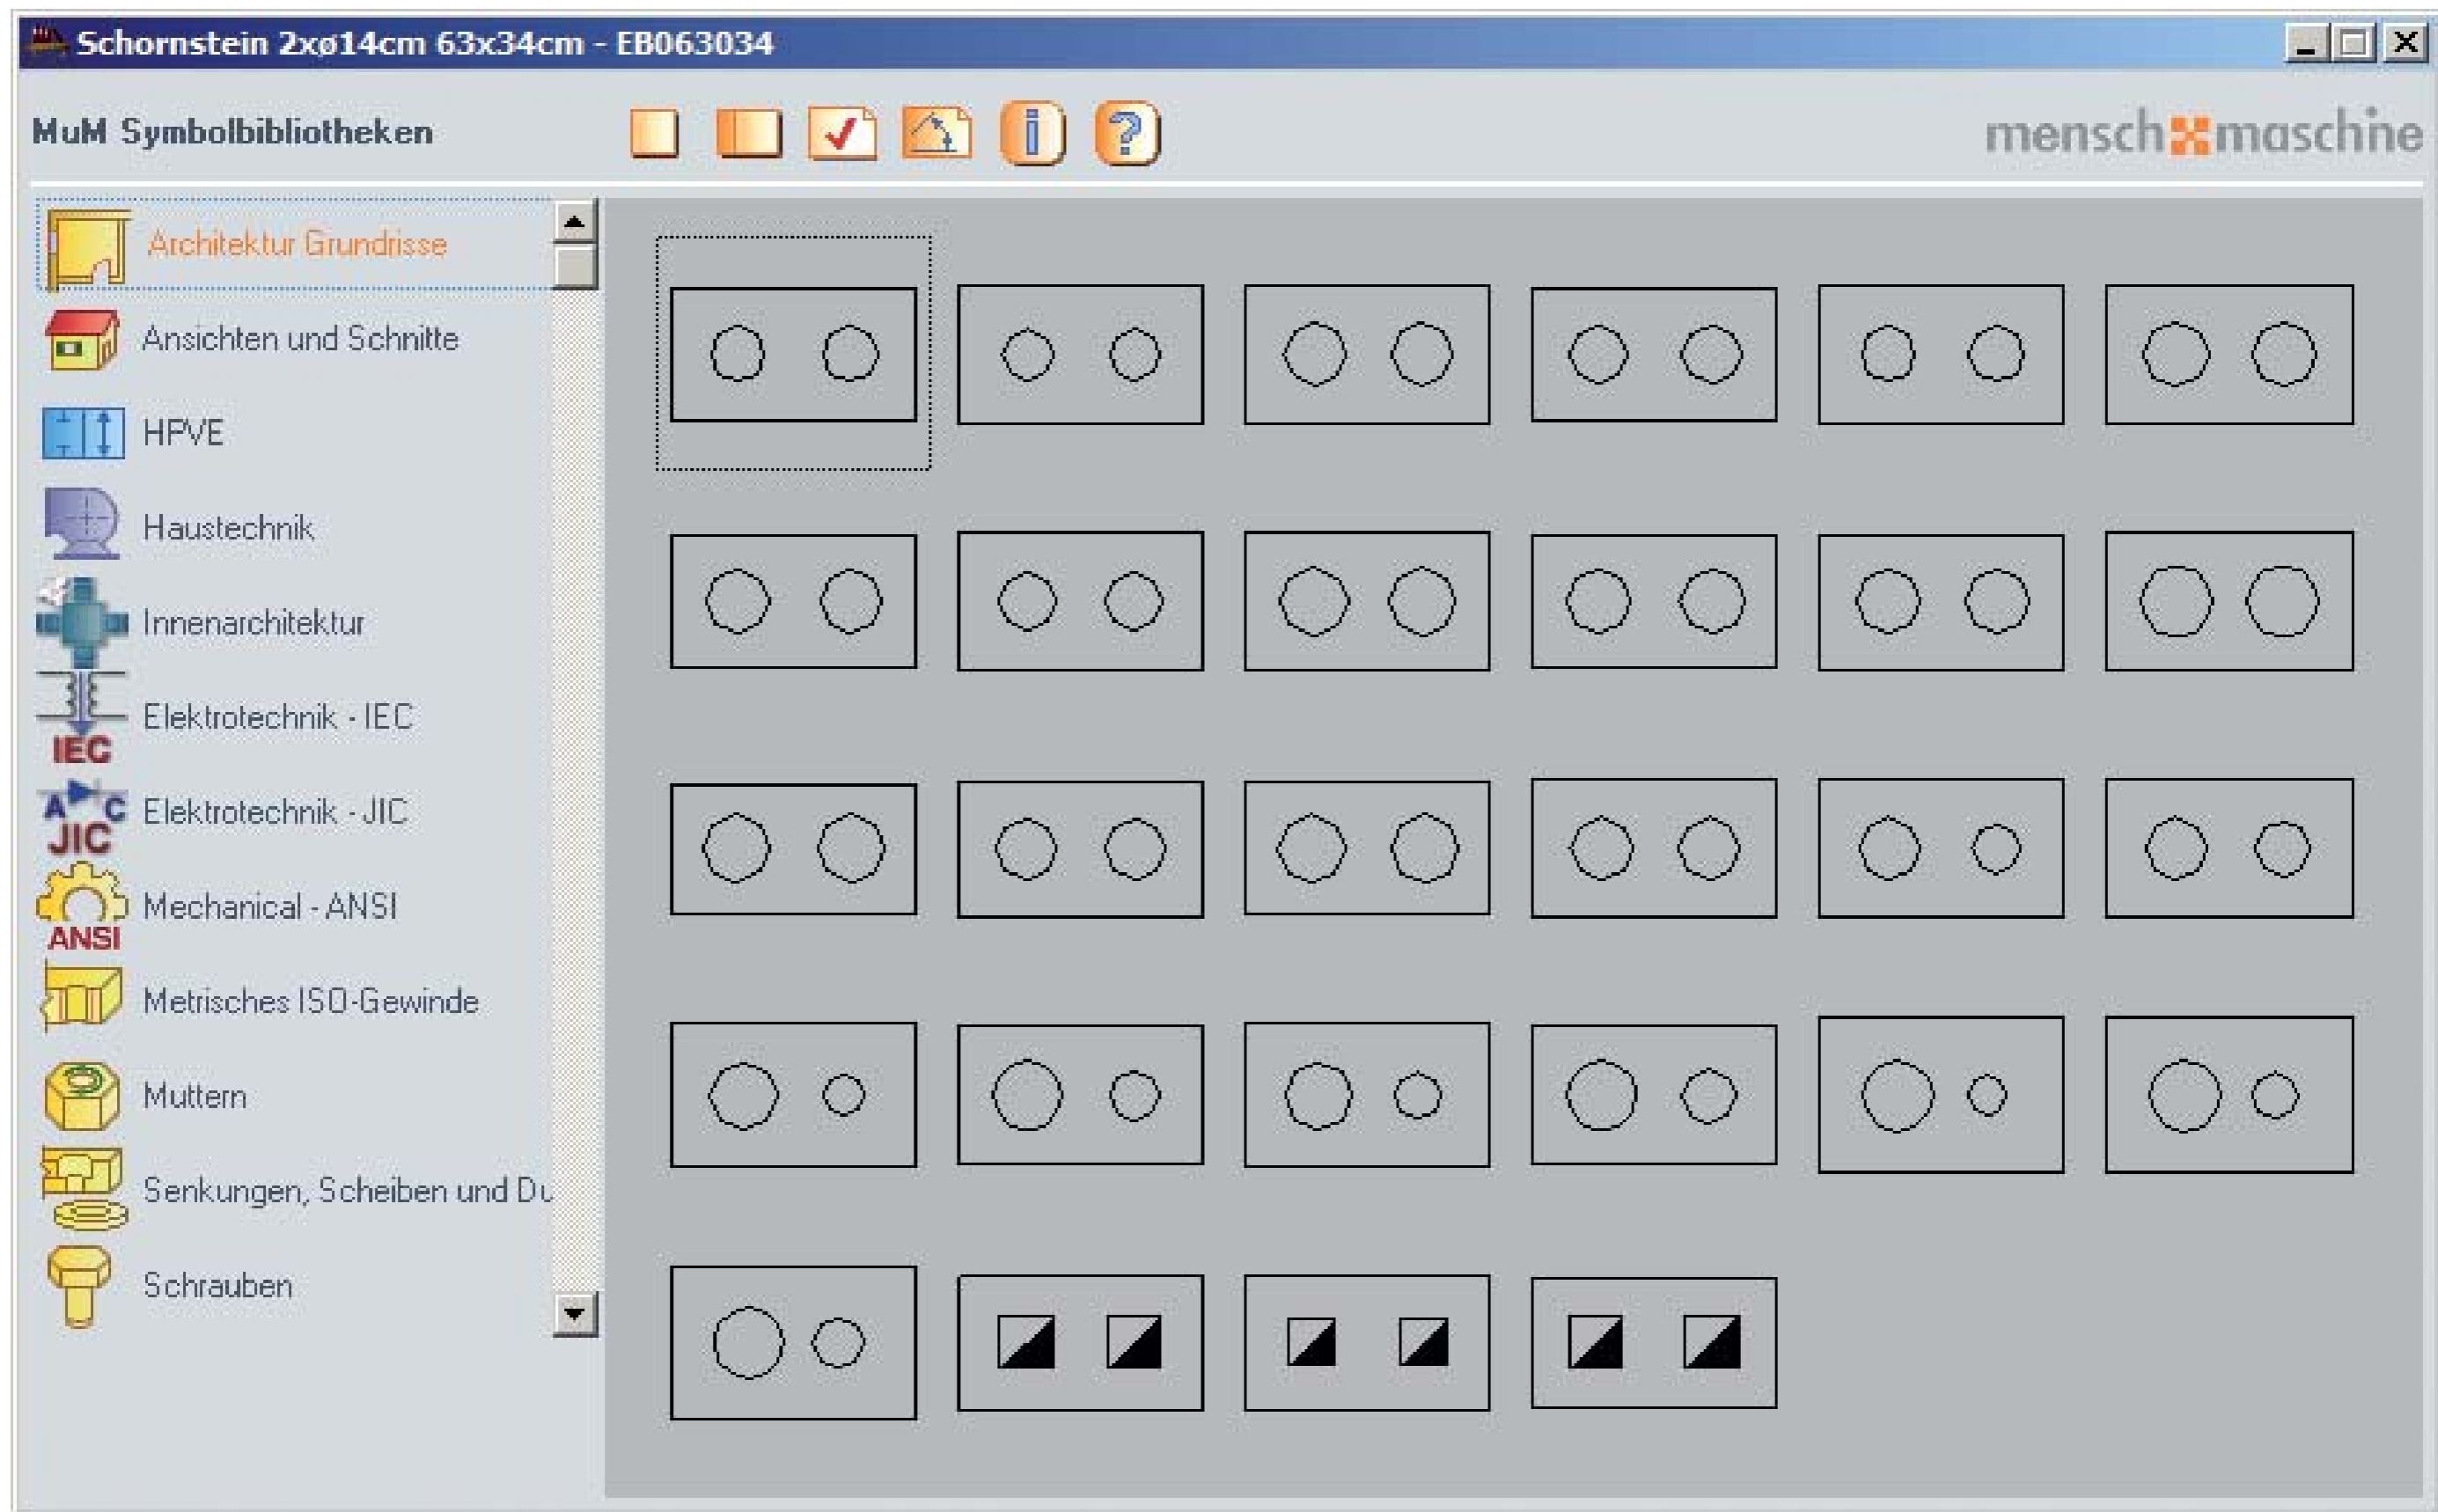 Schornstein 2xø14cm 63x34cm - EB063034
MuM Symbolbibliotheken
i ?
mensch maschine
Architektur Grundrisse
Ansichten und Schnitte
HPVE
Haustechnik
Innenarchitektur
IEC
Elektrotechnik - IEC
A C
JIC
Elektrotechnik - JIC
ANSI
Mechanical - ANSI
Metrisches ISO-Gewinde
Muttern
Senkungen, Scheiben und Du
Schrauben